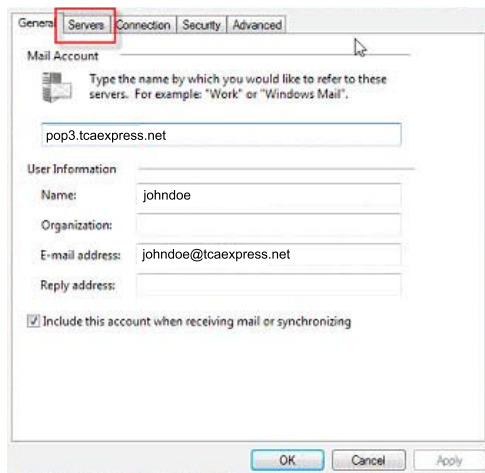 General Servers Connection Security Advanced
Mail Account
Type the name by which you would like to refer to these
servers. For example: "Work" or "Windows Mail".
pop3.tcaexpress.net
User Information
Name: johndoe
Organization:
E-mail address: johndoe@tcaexpress.net
Reply address:
Include this account when receiving mail or synchronizing
OK Cancel Apply